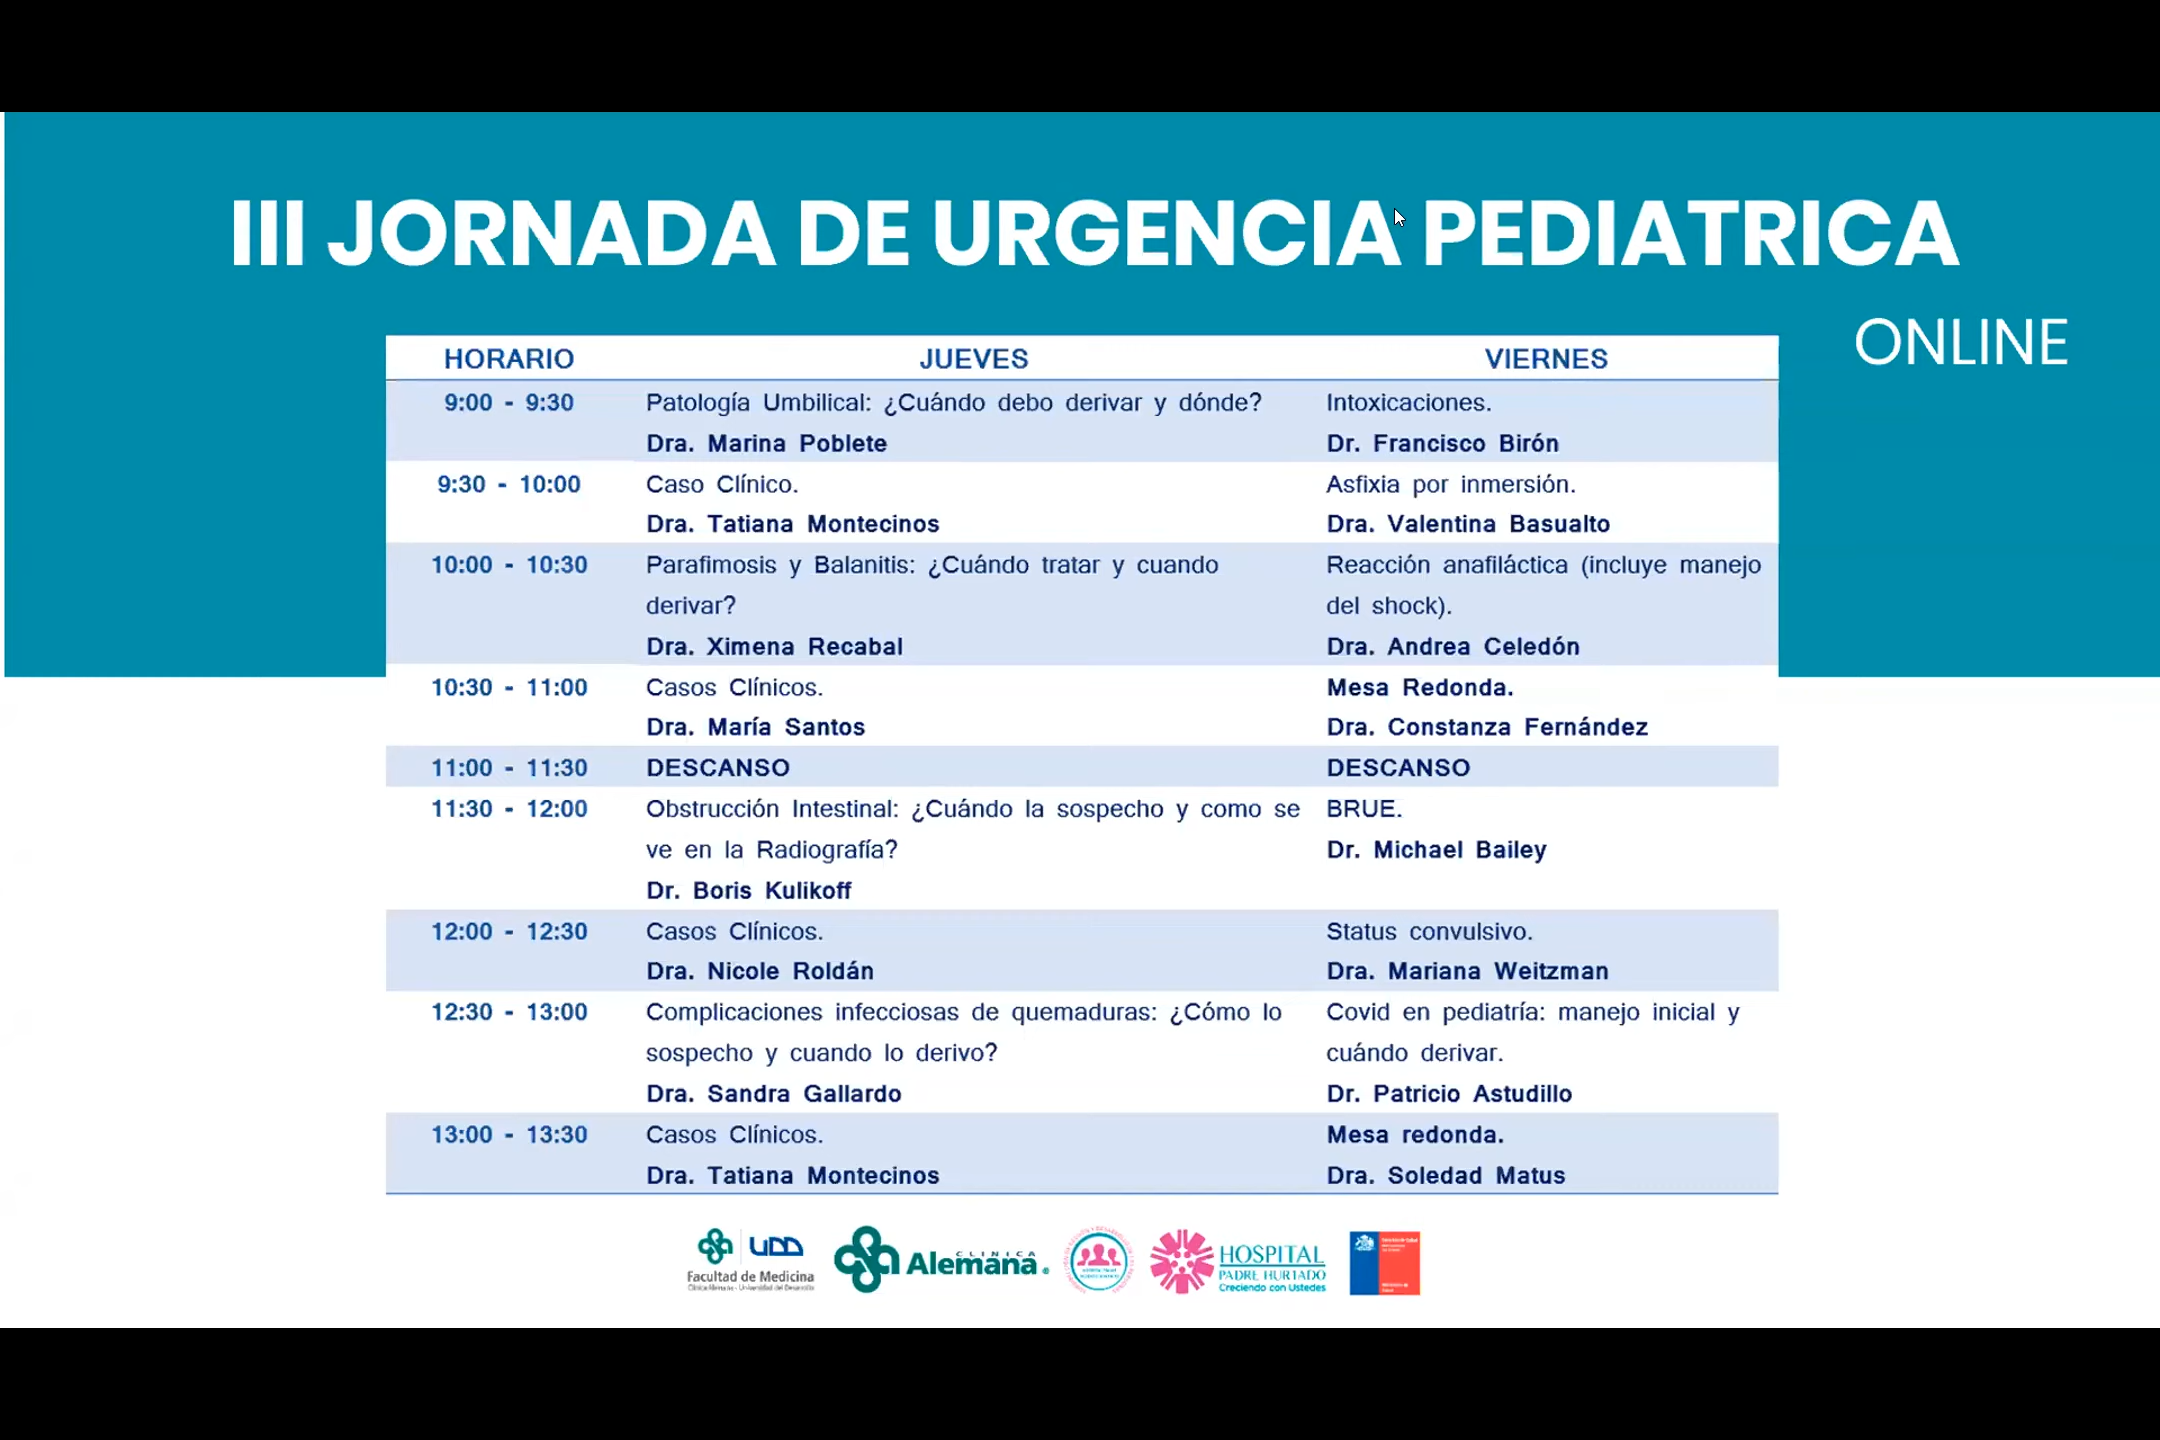 III JORNADA DE URGENCIA PEDIATRICA
ONLINE
HORARIO JUEVES VIERNES
9:00 - 9:30 Patología Umbilical: ¿Cuándo debo derivar y dónde? Intoxicaciones.
Dra. Marina Poblete Dr. Francisco Birón
9:30 - 10:00 Caso Clínico. Asfixia por inmersión.
Dra. Tatiana Montecinos Dra. Valentina Basualto
10:00 - 10:30 Parafimosis y Balanitis: ¿Cuándo tratar y cuando Reacción anafiláctica (incluye manejo
derivar? del shock).
Dra. Ximena Recabal Dra. Andrea Celedón
10:30 - 11:00 Casos Clínicos. Mesa Redonda.
Dra. María Santos Dra. Constanza Fernández
11:00 - 11:30 DESCANSO DESCANSO
11:30 - 12:00 Obstrucción Intestinal: ¿Cuándo la sospecho y como se BRUE.
ve en la Radiografía? Dr. Michael Bailey
Dr. Boris Kulikoff
12:00 - 12:30 Casos Clínicos. Status convulsivo.
Dra. Nicole Roldán Dra. Mariana Weitzman
12:30 - 13:00 Complicaciones infecciosas de quemaduras: ¿Cómo lo Covid en pediatría: manejo inicial y
sospecho y cuando lo derivo? cuándo derivar.
Dra. Sandra Gallardo Dr. Patricio Astudillo
13:00 - 13:30 Casos Clínicos. Mesa redonda.
Dra. Tatiana Montecinos Dra. Soledad Matus
UDD
Facultad de Medicina
Clínica Alemana - Universidad del Desarrollo
CLINICA
Alemana
HOSPITAL
PADRE HURTADO
Creciendo con Ustedes